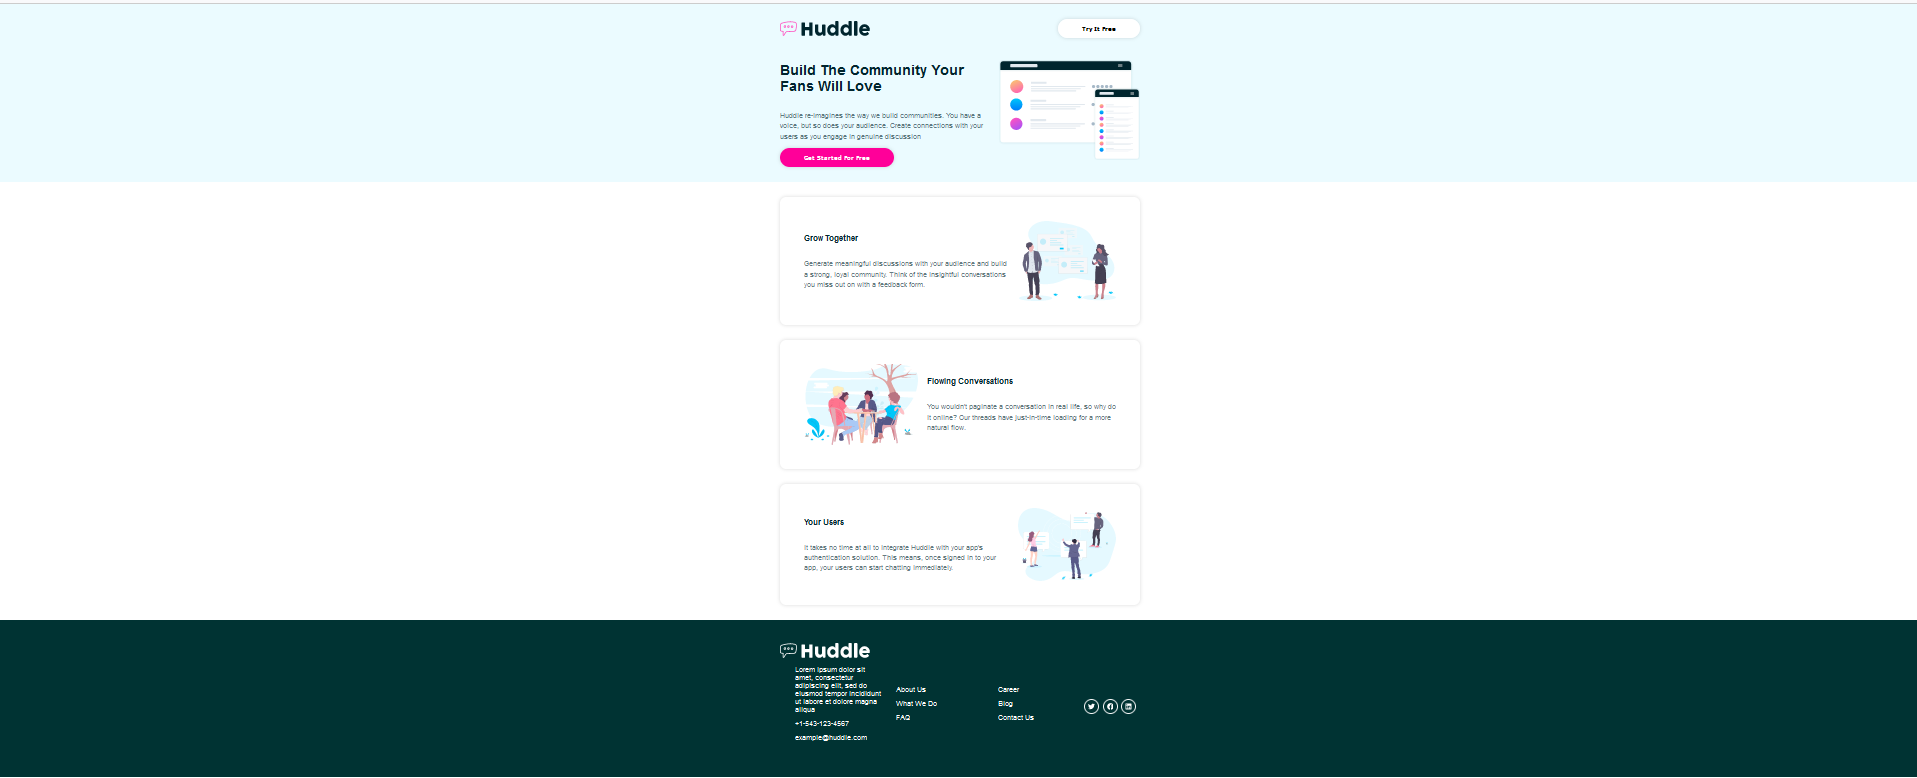 Huddle
Try It Free
Build The Community Your
Fans Will Love
Huddle re-imagines the way we build communities. You have a
voice, but so does your audience. Create connections with your
users as you engage in genuine discussion
Get Started For Free
Grow Together
Generate meaningful discussions with your audience and build
a strong, loyal community. Think of the insightful conversations
you miss out on with a feedback form.
Flowing Conversations
You wouldn't paginate a conversation in real life, so why do
it online? Our threads have just-in-time loading for a more
natural flow.
Your Users
It takes no time at all to integrate Huddle with your app's
authentication solution. This means, once signed in to your
app, your users can start chatting immediately.
Huddle
Lorem ipsum dolor sit
amet, consectetur
adipiscing elit, sed do
eiusmod tempor incididunt
ut labore et dolore magna
aliqua
+1-543-123-4567
example@huddle.com
About Us
What We Do
FAQ
Career
Blog
Contact Us